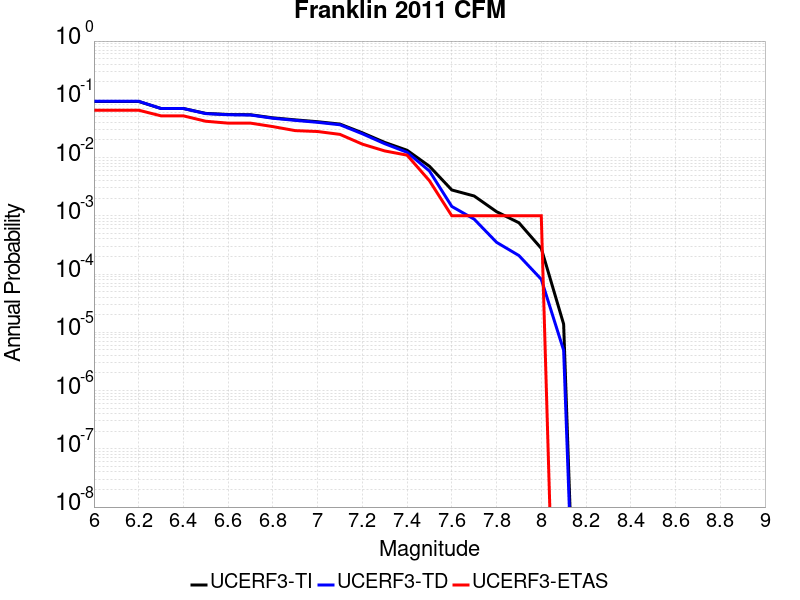 Franklin 2011 CFM
10^0
10^-1
10^-2
10^-3
10^-4
10^-5
10^-6
10^-7
10^-8
Annual Probability
6 6.2 6.4 6.6 6.8 7 7.2 7.4 7.6 7.8 8 8.2 8.4 8.6 8.8 9
Magnitude
UCERF3-TI UCERF3-TD UCERF3-ETAS